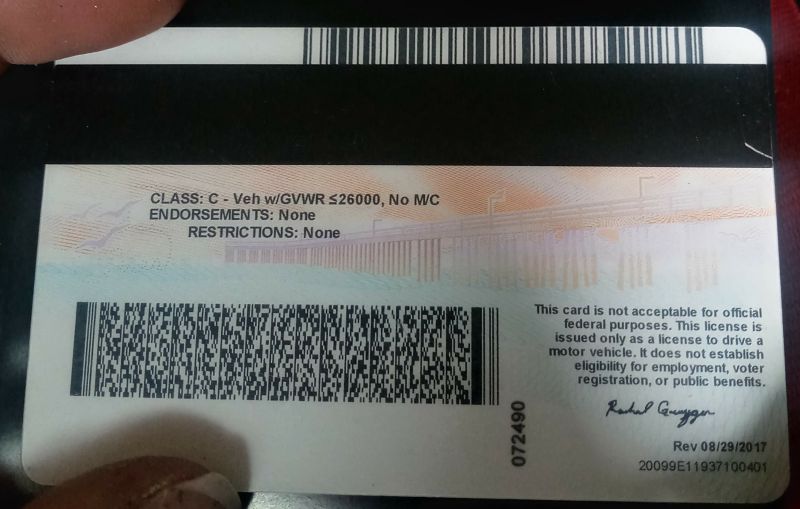 CLASS: C - Veh w/GVWR ≤26000, No M/C
ENDORSEMENTS: None
RESTRICTIONS: None
This card is not acceptable for official
federal purposes. This license is
issued only as a license to drive a
motor vehicle. It does not establish
eligibility for employment, voter
registration, or public benefits.
072490
Rev 08/29/2017
20099E11937100401